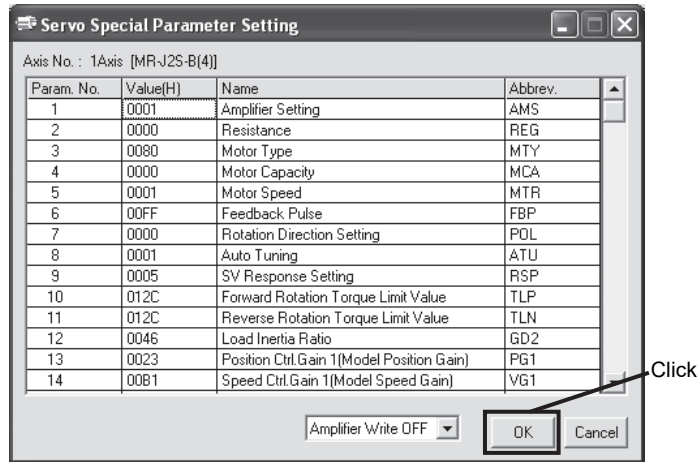 Servo Special Parameter Setting
Axis No. : 1Axis [MR-J2S-B(4)]
Param. No. Value(H) Name Abbrev.
1 0001 Amplifier Setting AMS
2 0000 Resistance REG
3 0080 Motor Type MTY
4 0000 Motor Capacity MCA
5 0001 Motor Speed MTR
6 00FF Feedback Pulse FBP
7 0000 Rotation Direction Setting POL
8 0001 Auto Tuning ATU
9 0005 SV Response Setting RSP
10 012C Forward Rotation Torque Limit Value TLP
11 012C Reverse Rotation Torque Limit Value TLN
12 0046 Load Inertia Ratio GD2
13 0023 Position Ctrl.Gain 1(Model Position Gain) PG1
14 00B1 Speed Ctrl.Gain 1(Model Speed Gain) VG1
Click
Amplifier Write OFF OK Cancel